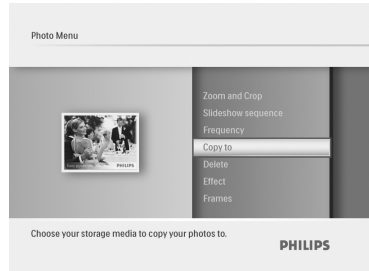 Photo Menu
Zoom and Crop
Slideshow sequence
Frequency
Copy to
Delete
Effect
Frames
PHILIPS
Choose your storage media to copy your photos to.
PHILIPS